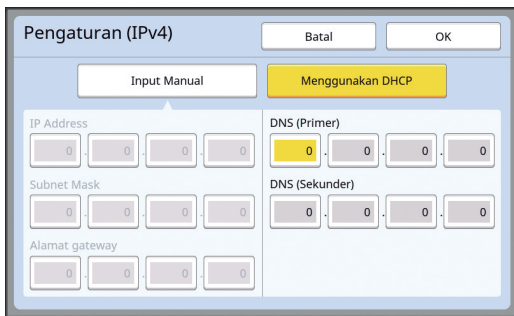 Pengaturan (IPv4) Batal OK
Input Manual Menggunakan DHCP
IP Address
0 . 0 . 0 . 0
Subnet Mask
0 . 0 . 0 . 0
Alamat gateway
0 . 0 . 0 . 0
DNS (Primer)
0 . 0 . 0 . 0
DNS (Sekunder)
0 . 0 . 0 . 0